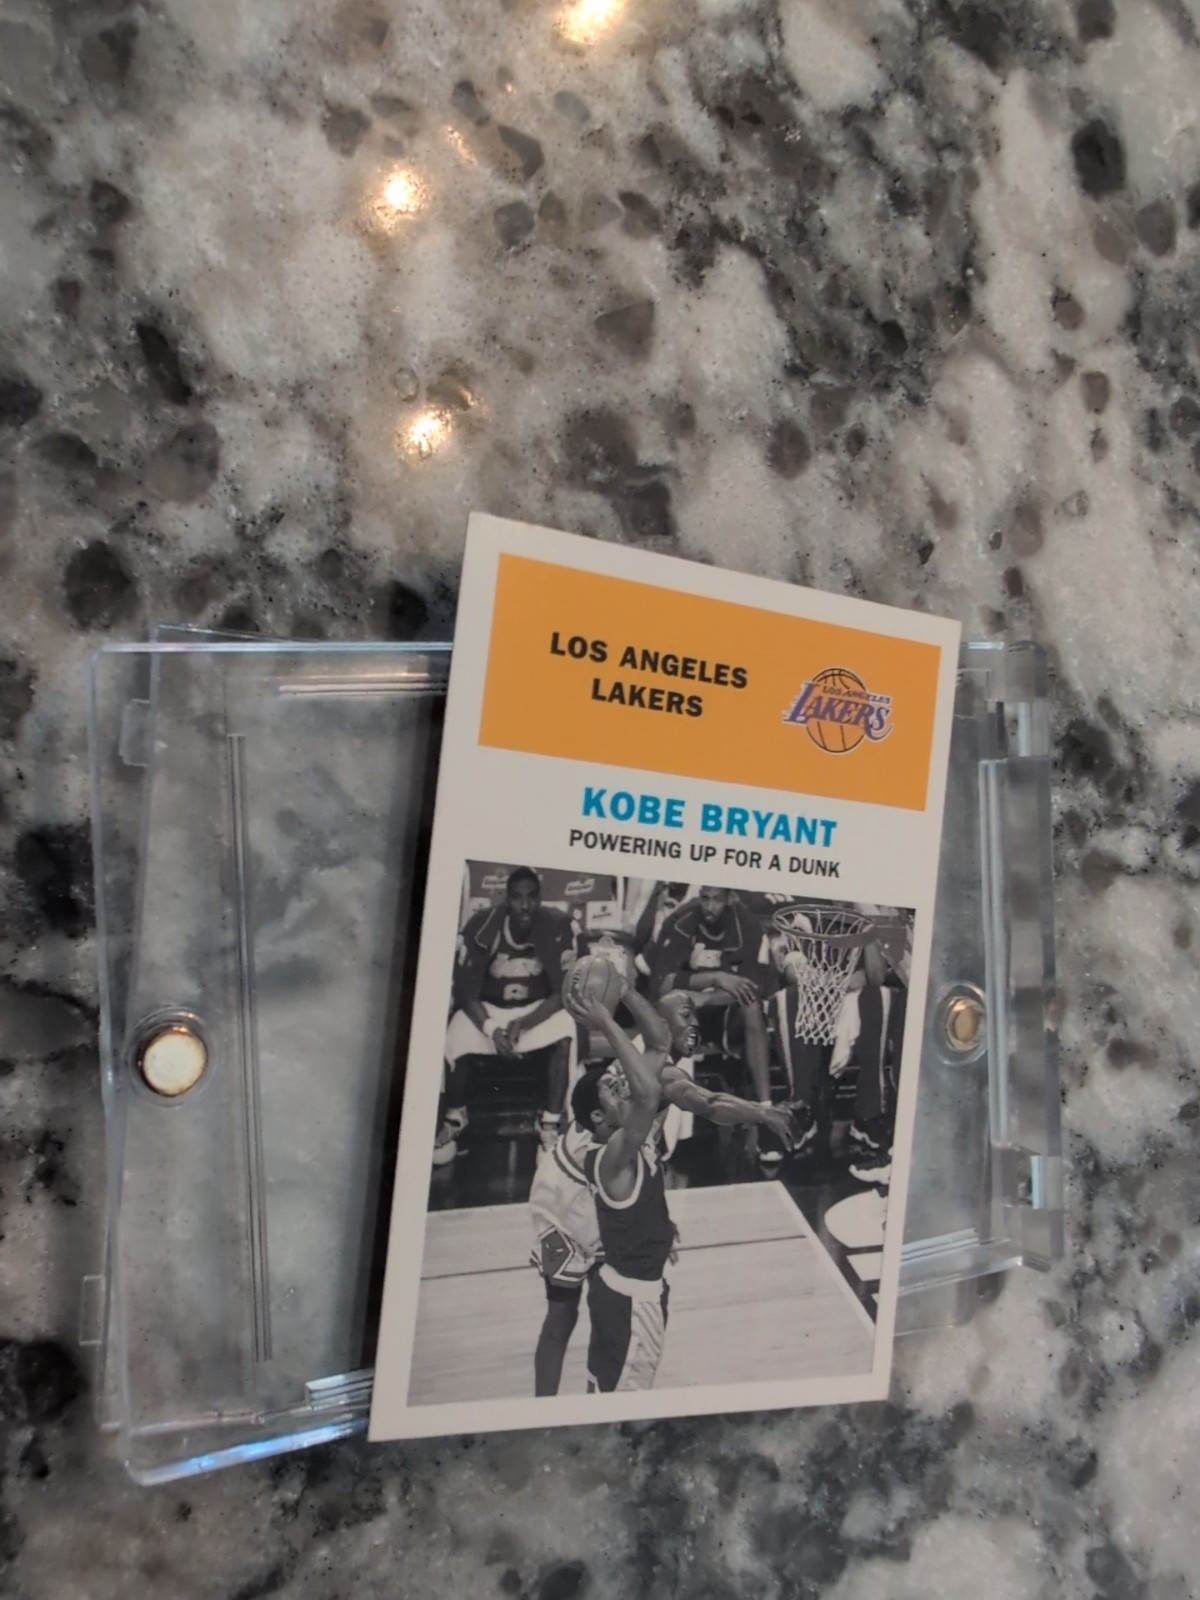 LOS ANGELES
LAKERS
LOS ANGELES
LAKERS
KOBE BRYANT
POWERING UP FOR A DUNK